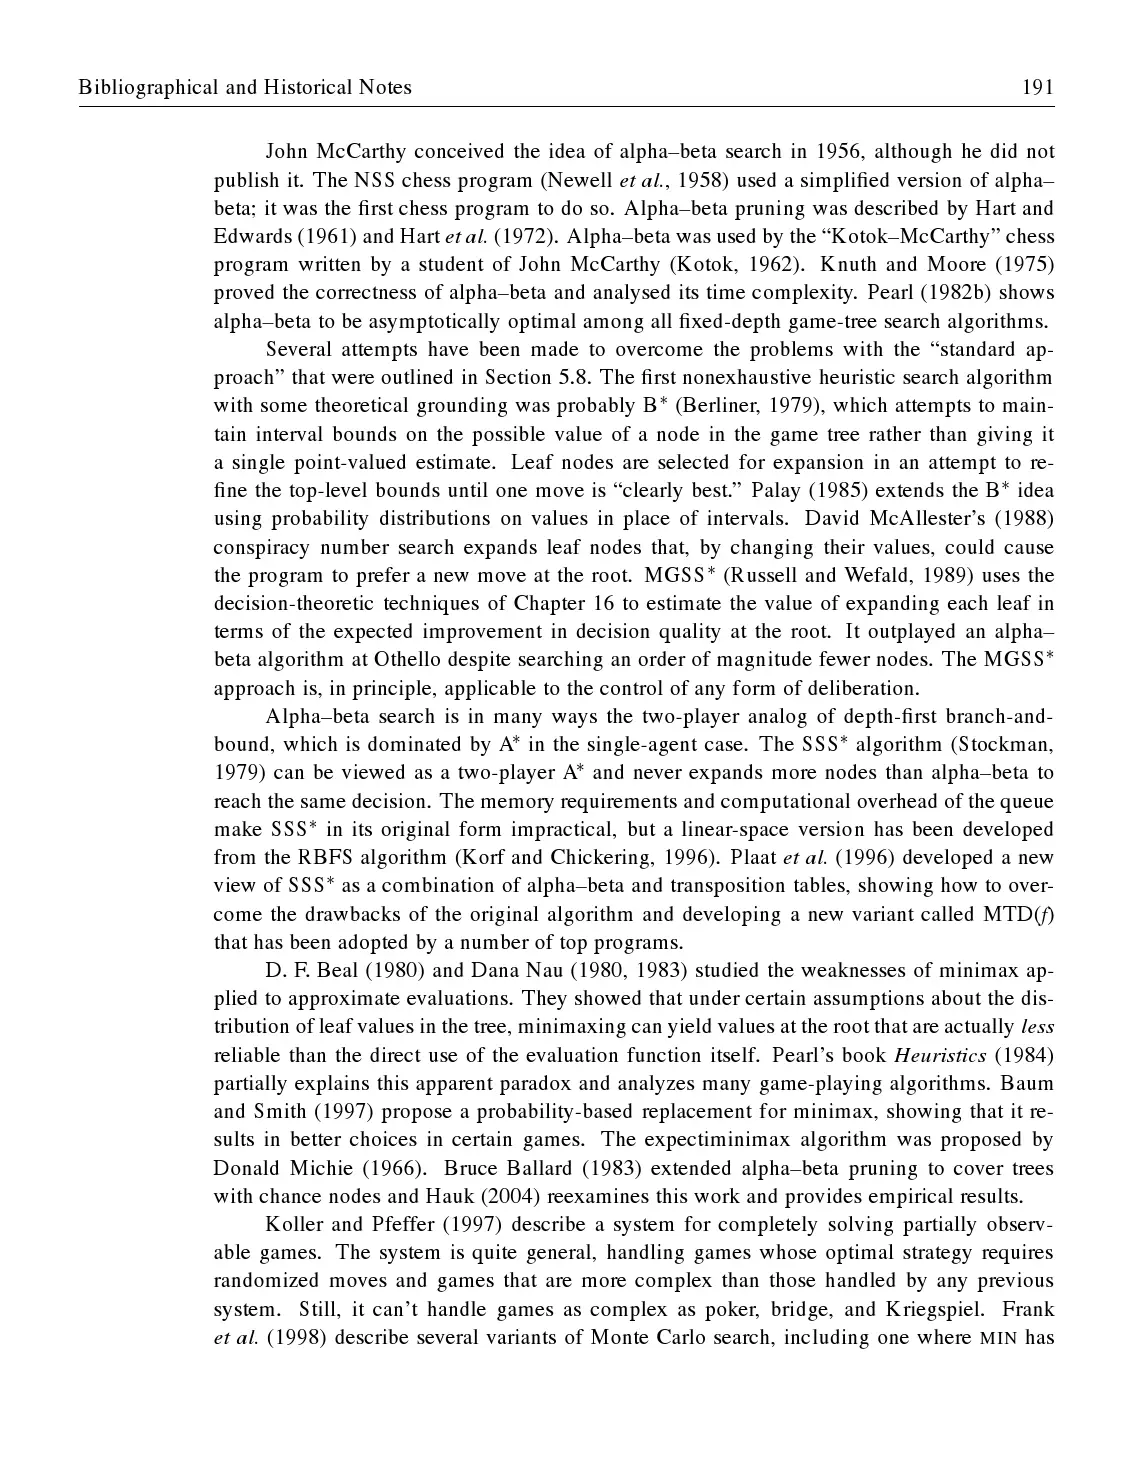 Bibliographical and Historical Notes 191
John McCarthy conceived the idea of alpha–beta search in 1956, although he did not
publish it. The NSS chess program (Newell et al., 1958) used a simplified version of alpha–
beta; it was the first chess program to do so. Alpha–beta pruning was described by Hart and
Edwards (1961) and Hart et al. (1972). Alpha–beta was used by the “Kotok–McCarthy” chess
program written by a student of John McCarthy (Kotok, 1962). Knuth and Moore (1975)
proved the correctness of alpha–beta and analysed its time complexity. Pearl (1982b) shows
alpha–beta to be asymptotically optimal among all fixed-depth game-tree search algorithms.
Several attempts have been made to overcome the problems with the “standard ap-
proach” that were outlined in Section 5.8. The first nonexhaustive heuristic search algorithm
with some theoretical grounding was probably B* (Berliner, 1979), which attempts to main-
tain interval bounds on the possible value of a node in the game tree rather than giving it
a single point-valued estimate. Leaf nodes are selected for expansion in an attempt to re-
fine the top-level bounds until one move is “clearly best.” Palay (1985) extends the B* idea
using probability distributions on values in place of intervals. David McAllester’s (1988)
conspiracy number search expands leaf nodes that, by changing their values, could cause
the program to prefer a new move at the root. MGSS* (Russell and Wefald, 1989) uses the
decision-theoretic techniques of Chapter 16 to estimate the value of expanding each leaf in
terms of the expected improvement in decision quality at the root. It outplayed an alpha–
beta algorithm at Othello despite searching an order of magnitude fewer nodes. The MGSS*
approach is, in principle, applicable to the control of any form of deliberation.
Alpha–beta search is in many ways the two-player analog of depth-first branch-and-
bound, which is dominated by A* in the single-agent case. The SSS* algorithm (Stockman,
1979) can be viewed as a two-player A* and never expands more nodes than alpha–beta to
reach the same decision. The memory requirements and computational overhead of the queue
make SSS* in its original form impractical, but a linear-space version has been developed
from the RBFS algorithm (Korf and Chickering, 1996). Plaat et al. (1996) developed a new
view of SSS* as a combination of alpha–beta and transposition tables, showing how to over-
come the drawbacks of the original algorithm and developing a new variant called MTD(f)
that has been adopted by a number of top programs.
D. F. Beal (1980) and Dana Nau (1980, 1983) studied the weaknesses of minimax ap-
plied to approximate evaluations. They showed that under certain assumptions about the dis-
tribution of leaf values in the tree, minimaxing can yield values at the root that are actually less
reliable than the direct use of the evaluation function itself. Pearl’s book Heuristics (1984)
partially explains this apparent paradox and analyzes many game-playing algorithms. Baum
and Smith (1997) propose a probability-based replacement for minimax, showing that it re-
sults in better choices in certain games. The expectiminimax algorithm was proposed by
Donald Michie (1966). Bruce Ballard (1983) extended alpha–beta pruning to cover trees
with chance nodes and Hauk (2004) reexamines this work and provides empirical results.
Koller and Pfeffer (1997) describe a system for completely solving partially observ-
able games. The system is quite general, handling games whose optimal strategy requires
randomized moves and games that are more complex than those handled by any previous
system. Still, it can’t handle games as complex as poker, bridge, and Kriegspiel. Frank
et al. (1998) describe several variants of Monte Carlo search, including one where MIN has